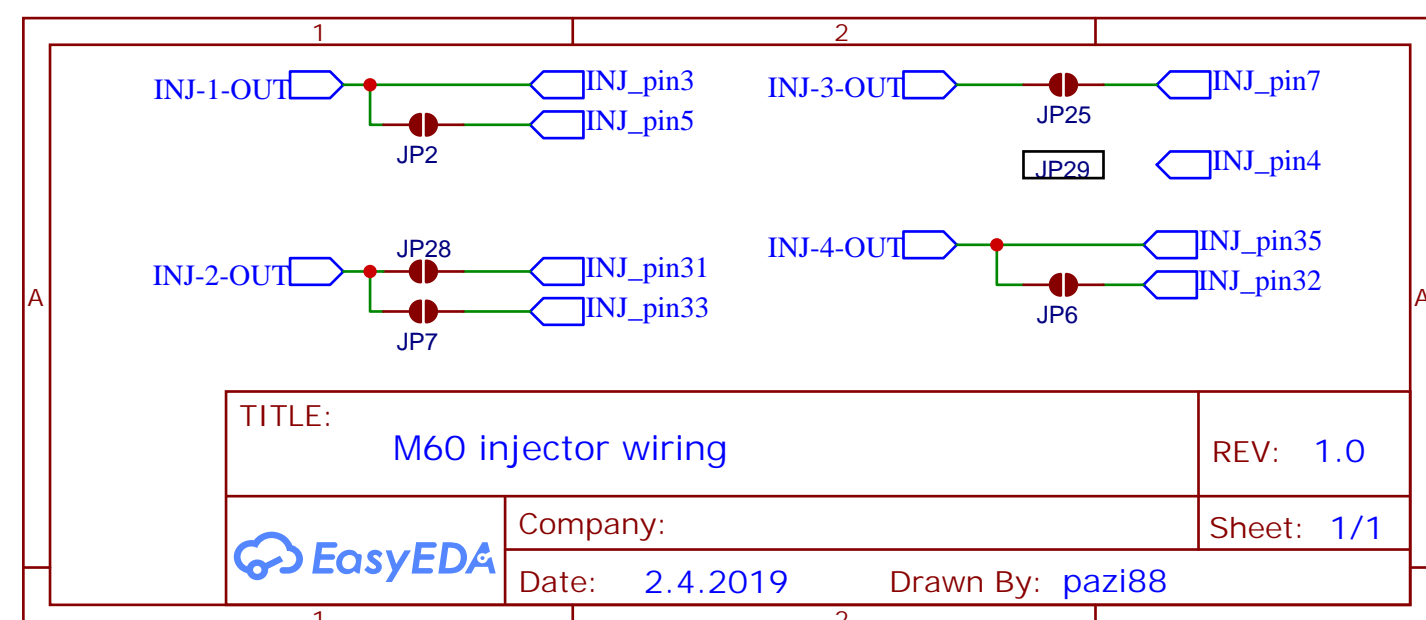 1 2
INJ-1-OUT INJ_pin3 INJ-3-OUT INJ_pin7
JP25
INJ_pin5
JP2
JP29 INJ_pin4
JP28 INJ-4-OUT INJ_pin35
INJ-2-OUT INJ_pin31 INJ_pin32
A A
INJ_pin33 JP6
JP7
TITLE:
M60 injector wiring REV: 1.0
EasyEDA Company: Sheet: 1/1
Date: 2.4.2019 Drawn By: pazi88
1 2